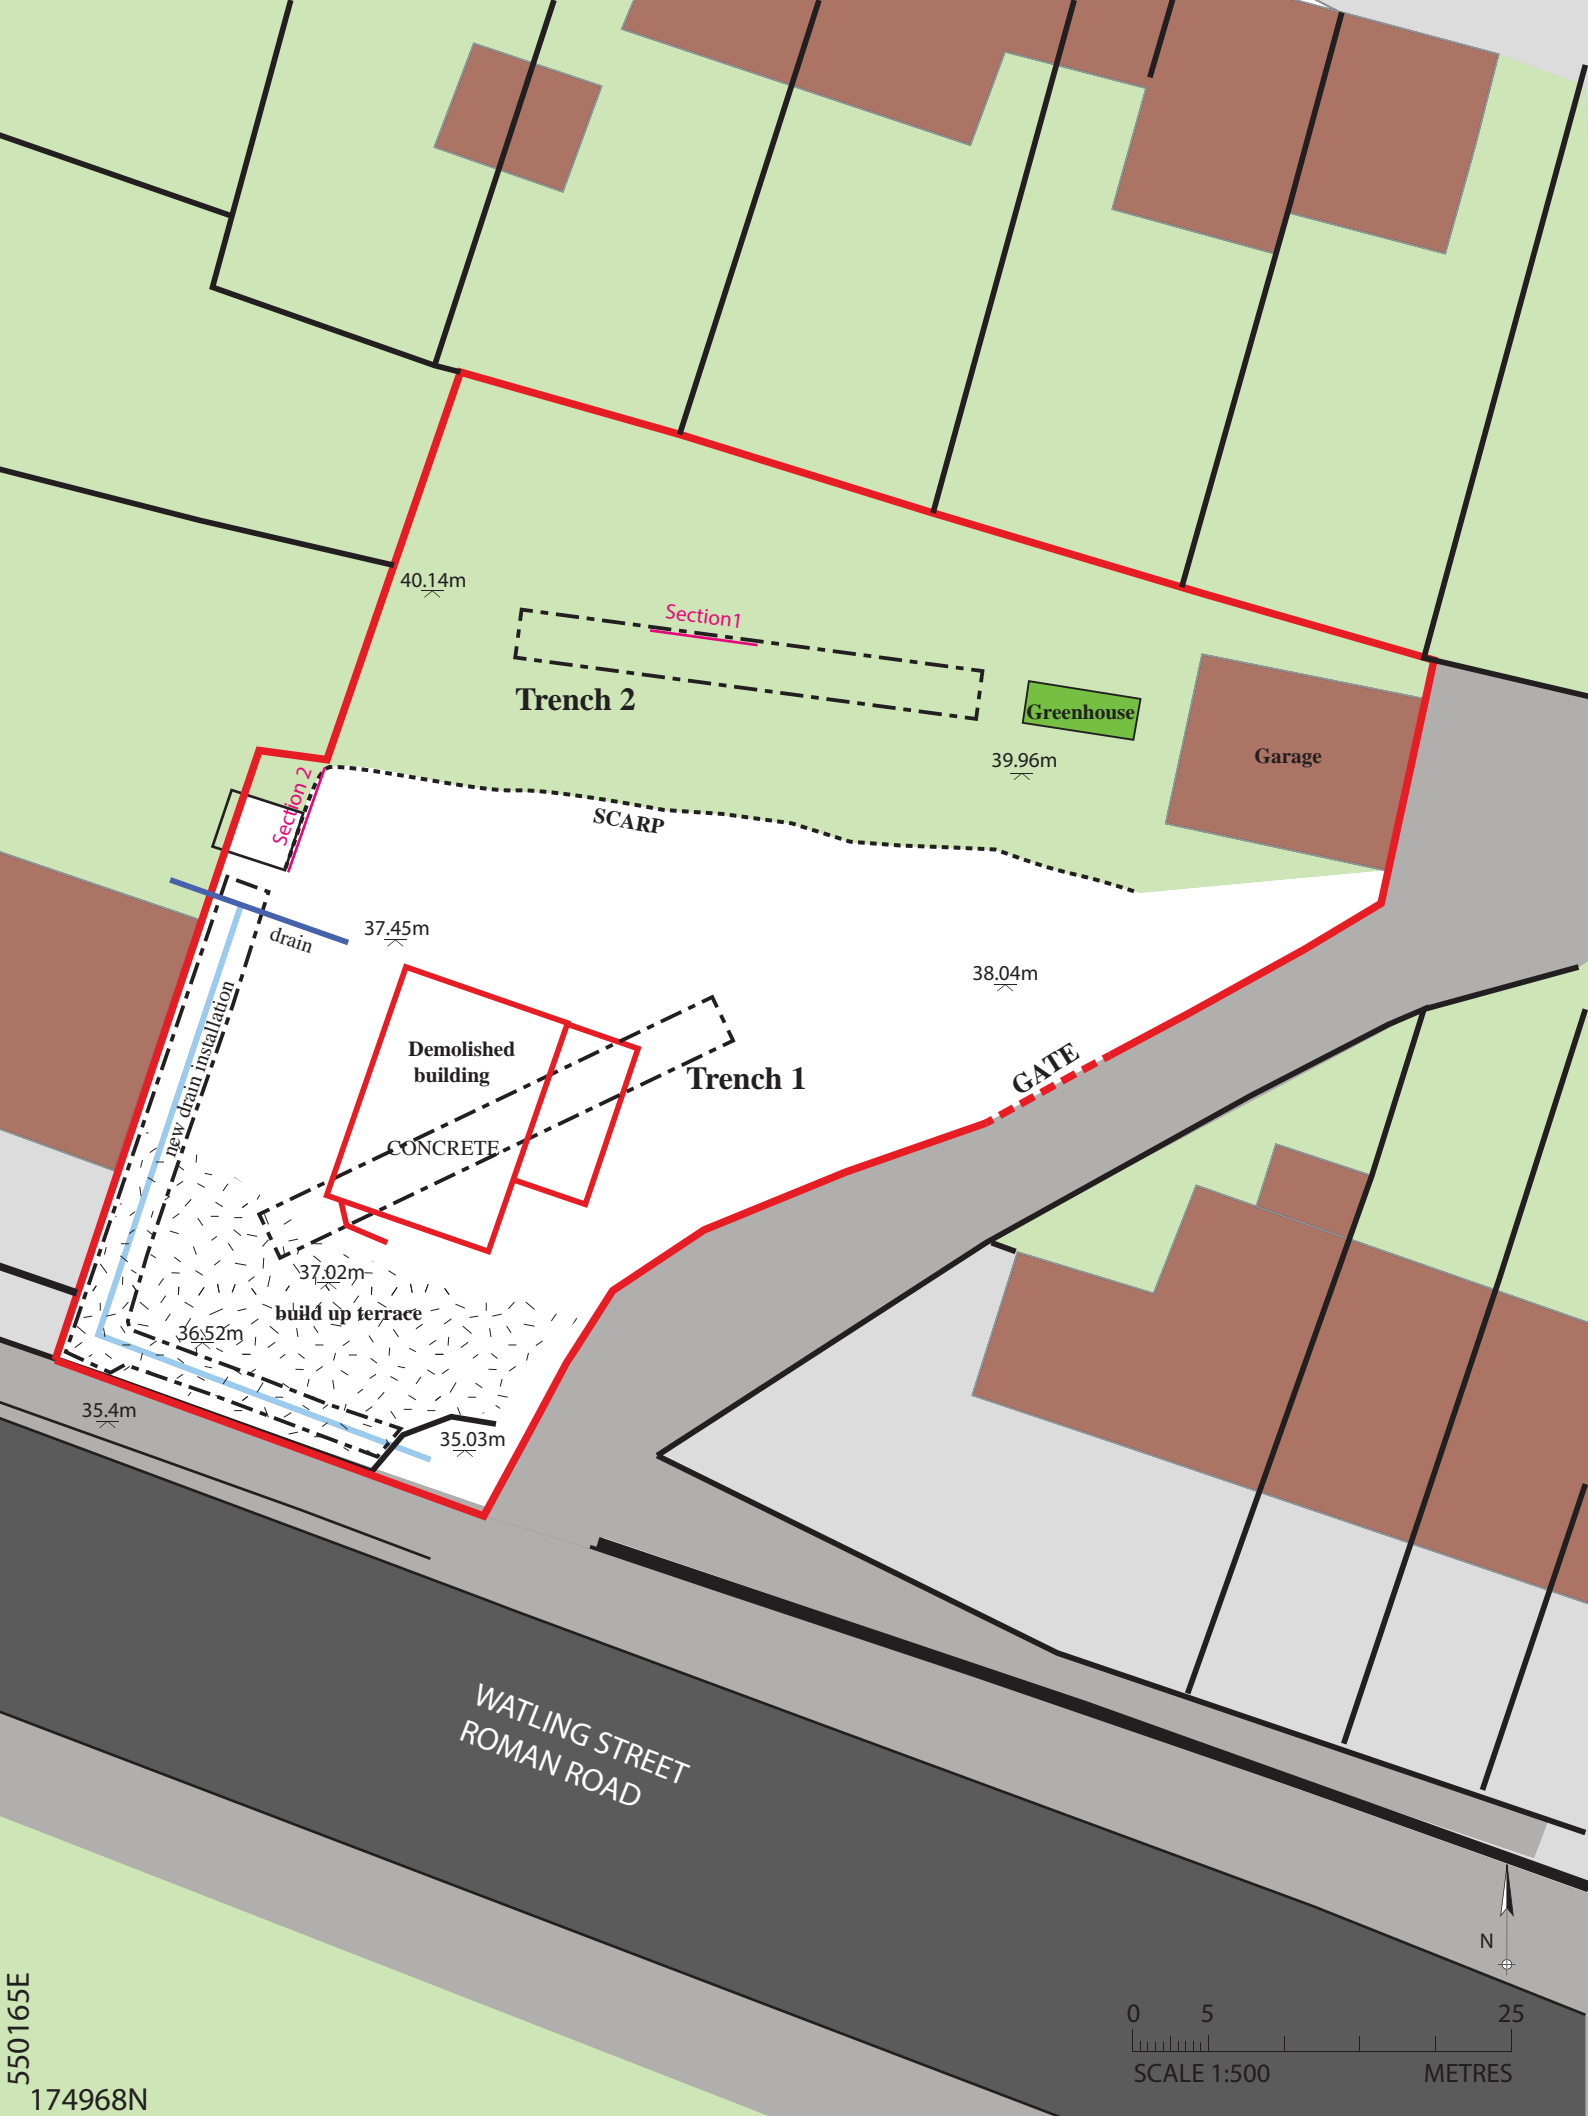 40.14m
Section1
Trench 2
Greenhouse
Garage
39.96m
Section 2
SCARP
drain
37.45m
38.04m
new drain installation
Demolished
building
Trench 1
GATE
CONCRETE
37.02m
build up terrace
36.52m
35.4m
35.03m
WATLING STREET
ROMAN ROAD
N
0 5 25
SCALE 1:500 METRES
550165E
174968N